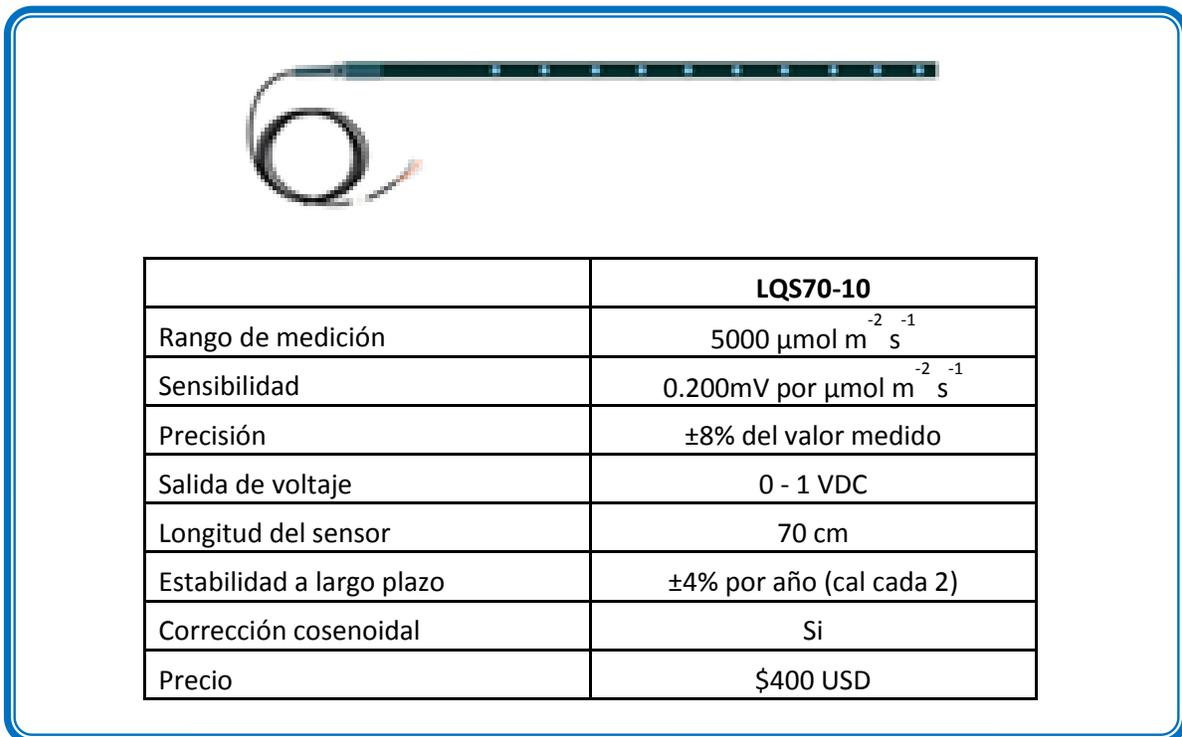 LQS70-10
Rango de medición 5000 µmol m⁻² s⁻¹
Sensibilidad 0.200mV por µmol m⁻² s⁻¹
Precisión ±8% del valor medido
Salida de voltaje 0 - 1 VDC
Longitud del sensor 70 cm
Estabilidad a largo plazo ±4% por año (cal cada 2)
Corrección cosenoidal Si
Precio $400 USD